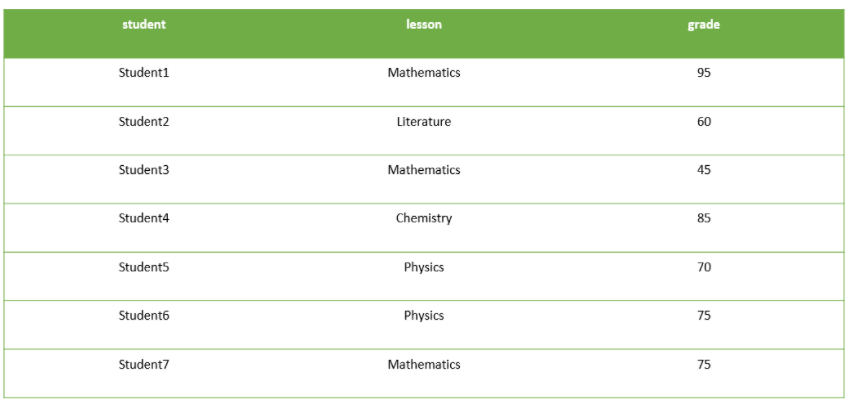 student lesson grade
Student1 Mathematics 95
Student2 Literature 60
Student3 Mathematics 45
Student4 Chemistry 85
Student5 Physics 70
Student6 Physics 75
Student7 Mathematics 75